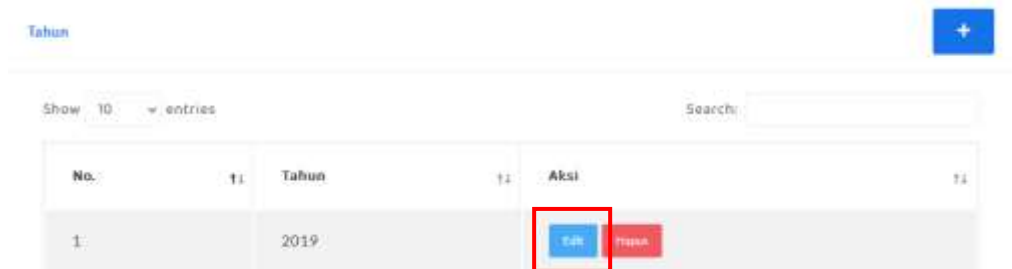 Tahun
+
Show 10 entries Search:
No. Tahun Aksi
1 2019 Edit Hapus